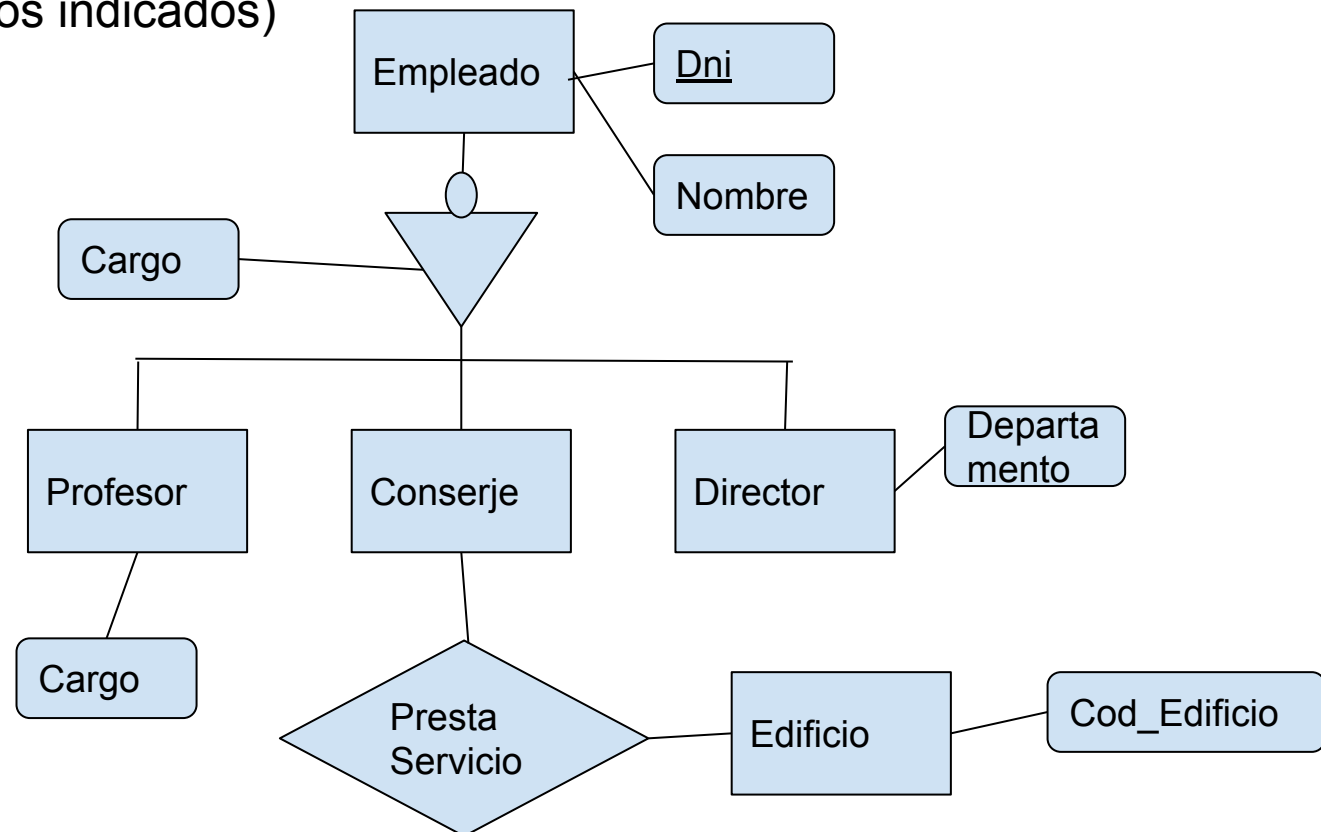 os indicados)
Empleado
Dni
Nombre
Cargo
Profesor
Conserje
Director
Departa
mento
Cargo
Presta
Servicio
Edificio
Cod_Edificio